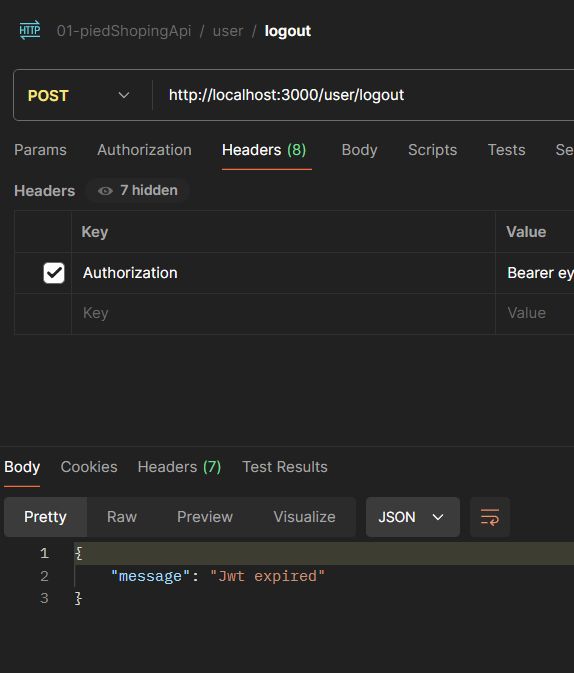 HTTP 01-piedShopingApi / user / logout
POST http://localhost:3000/user/logout
Params Authorization Headers (8) Body Scripts Tests Se
Headers 7 hidden
Key Value
Authorization Bearer ey
Key Value
Body Cookies Headers (7) Test Results
Pretty Raw Preview Visualize JSON
1 {
2 "message": "Jwt expired"
3 }